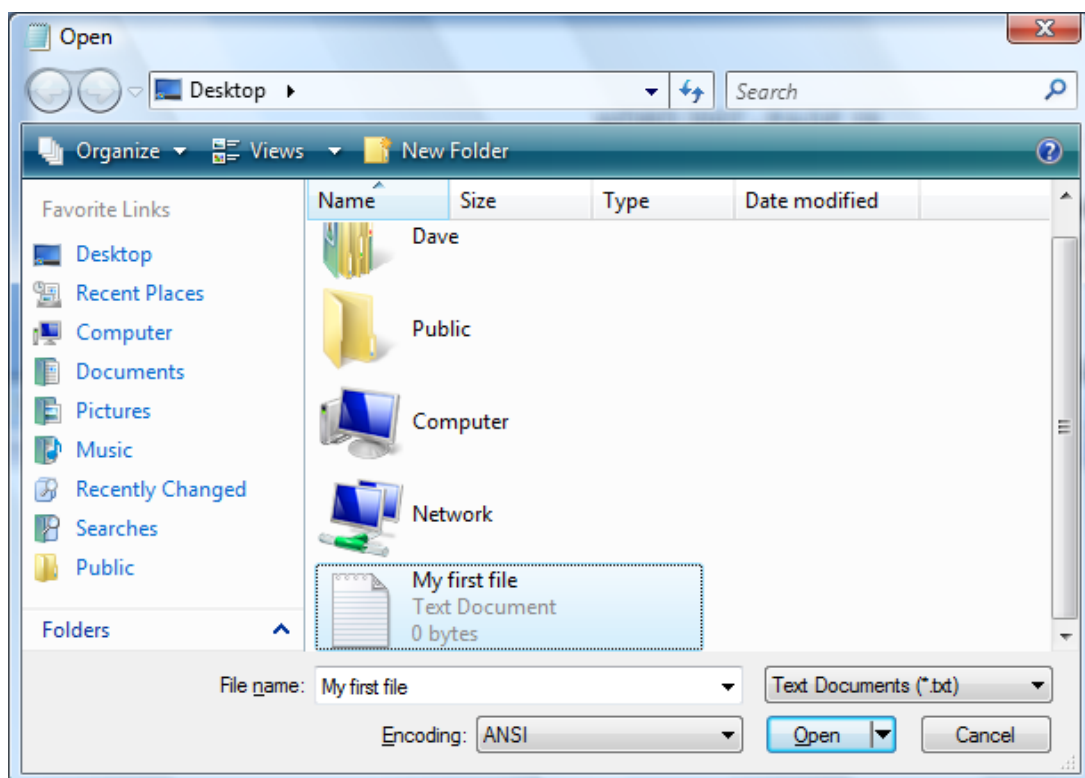 Open
X
Desktop
Search
Organize Views New Folder ?
Favorite Links
Name Size Type Date modified
Desktop
Recent Places
Computer
Documents
Pictures
Music
Recently Changed
Searches
Public
Folders
Dave
Public
Computer
Network
My first file
Text Document
0 bytes
File name: My first file Text Documents (*.txt)
Encoding: ANSI Open Cancel